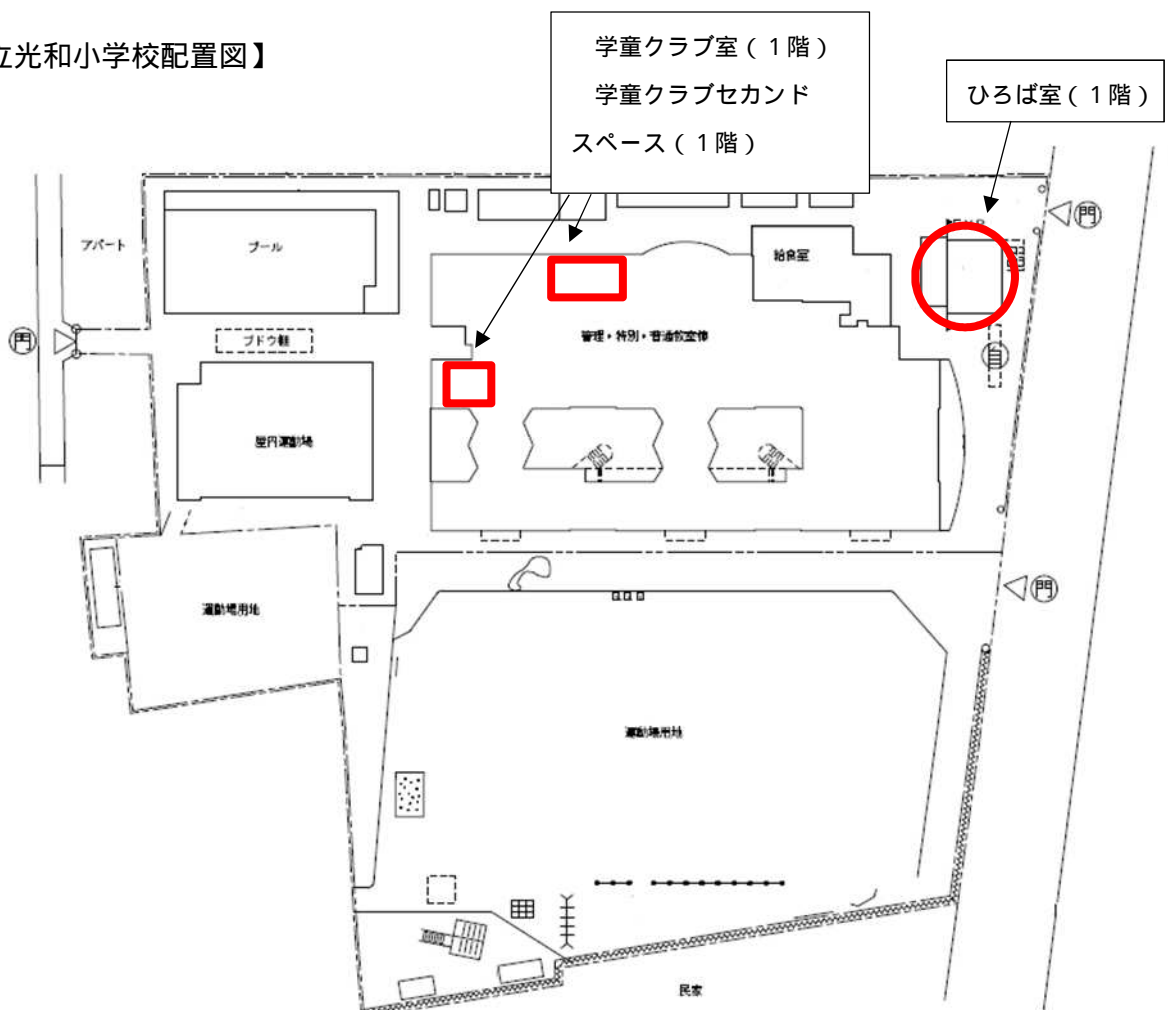 立光和小学校配置図】
学童クラブ室（１階）
学童クラブセカンド
スペース（１階）
ひろば室（１階）
アパート
プール
給食室
門
門
ブドウ棚
管理・特別・普通教室棟
自
屋内運動場
門
運動場用地
運動場用地
民家